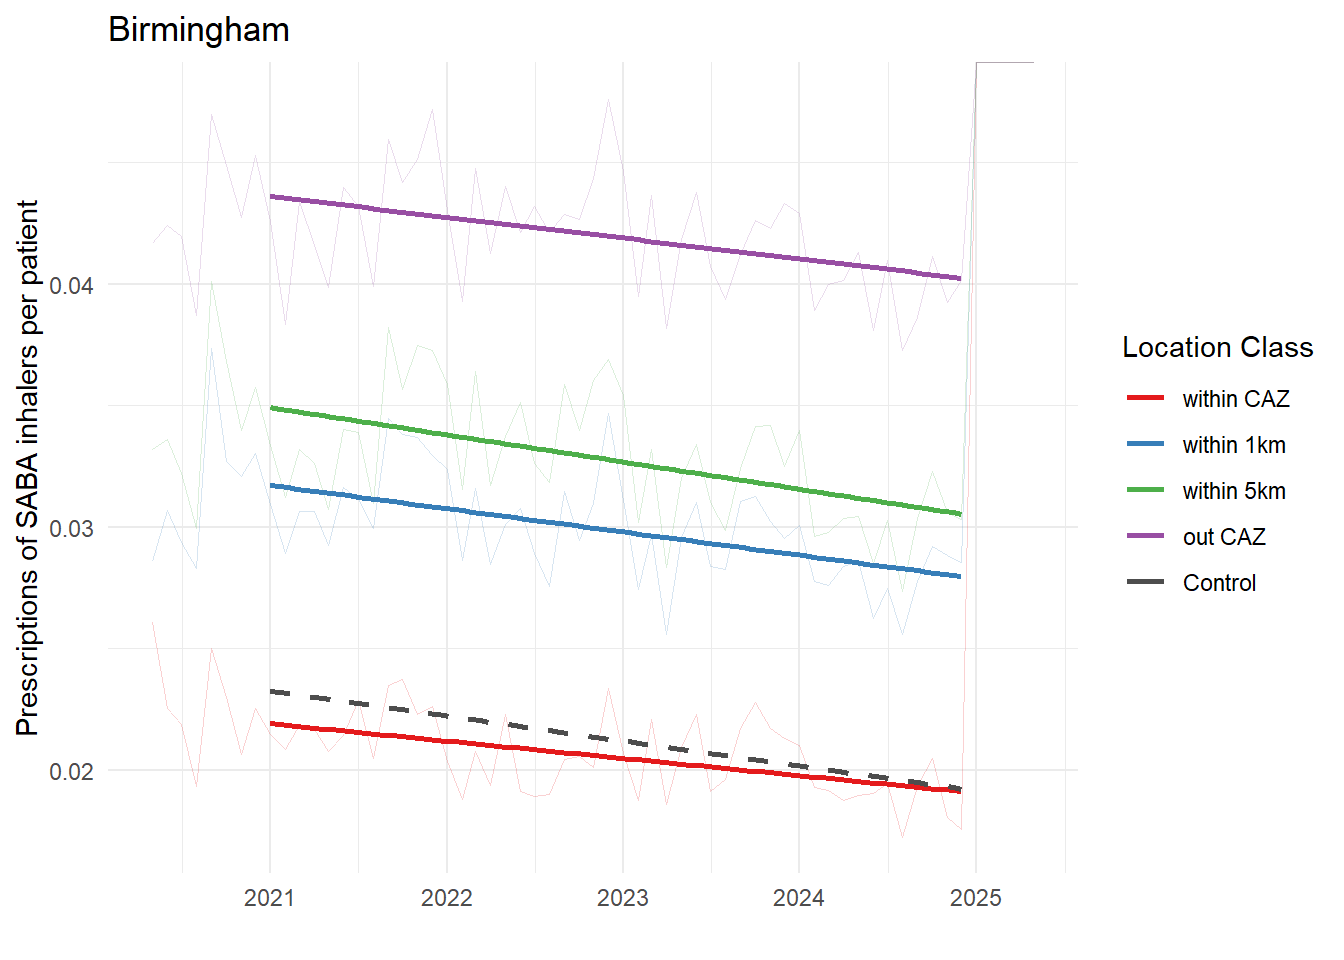 Birmingham
Prescriptions of SABA inhalers per patient
0.04
0.03
0.02
2021
2022
2023
2024
2025
Location Class
within CAZ
within 1km
within 5km
out CAZ
Control